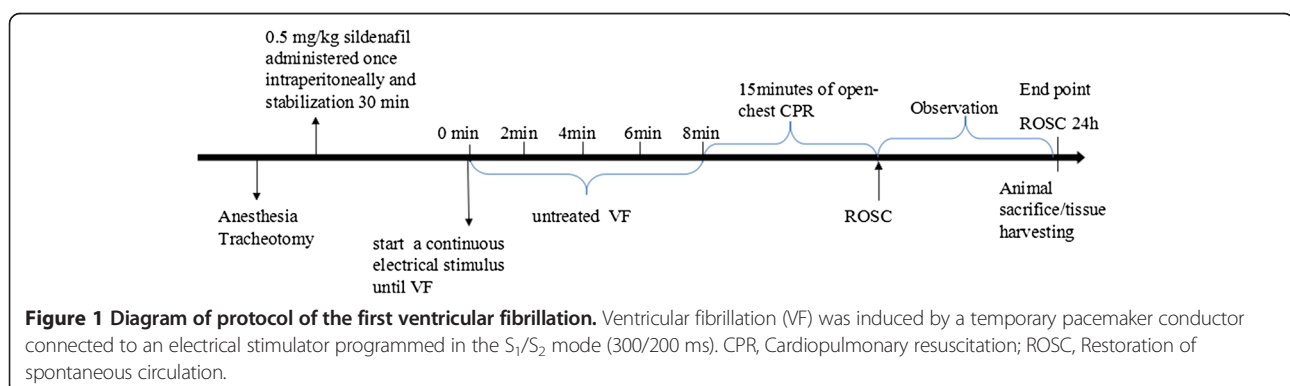 0.5 mg/kg sildenafil
administered once
intraperitoneally and
stabilization 30 min
15minutes of open-
chest CPR
Observation
End point
ROSC 24h
0 min
2min
4min
6min
8min
Anesthesia
Tracheotomy
start a continuous
electrical stimulus
until VF
untreated VF
ROSC
Animal
sacrifice/tissue
harvesting
Figure 1 Diagram of protocol of the first ventricular fibrillation. Ventricular fibrillation (VF) was induced by a temporary pacemaker conductor
connected to an electrical stimulator programmed in the S₁/S₂ mode (300/200 ms). CPR, Cardiopulmonary resuscitation; ROSC, Restoration of
spontaneous circulation.